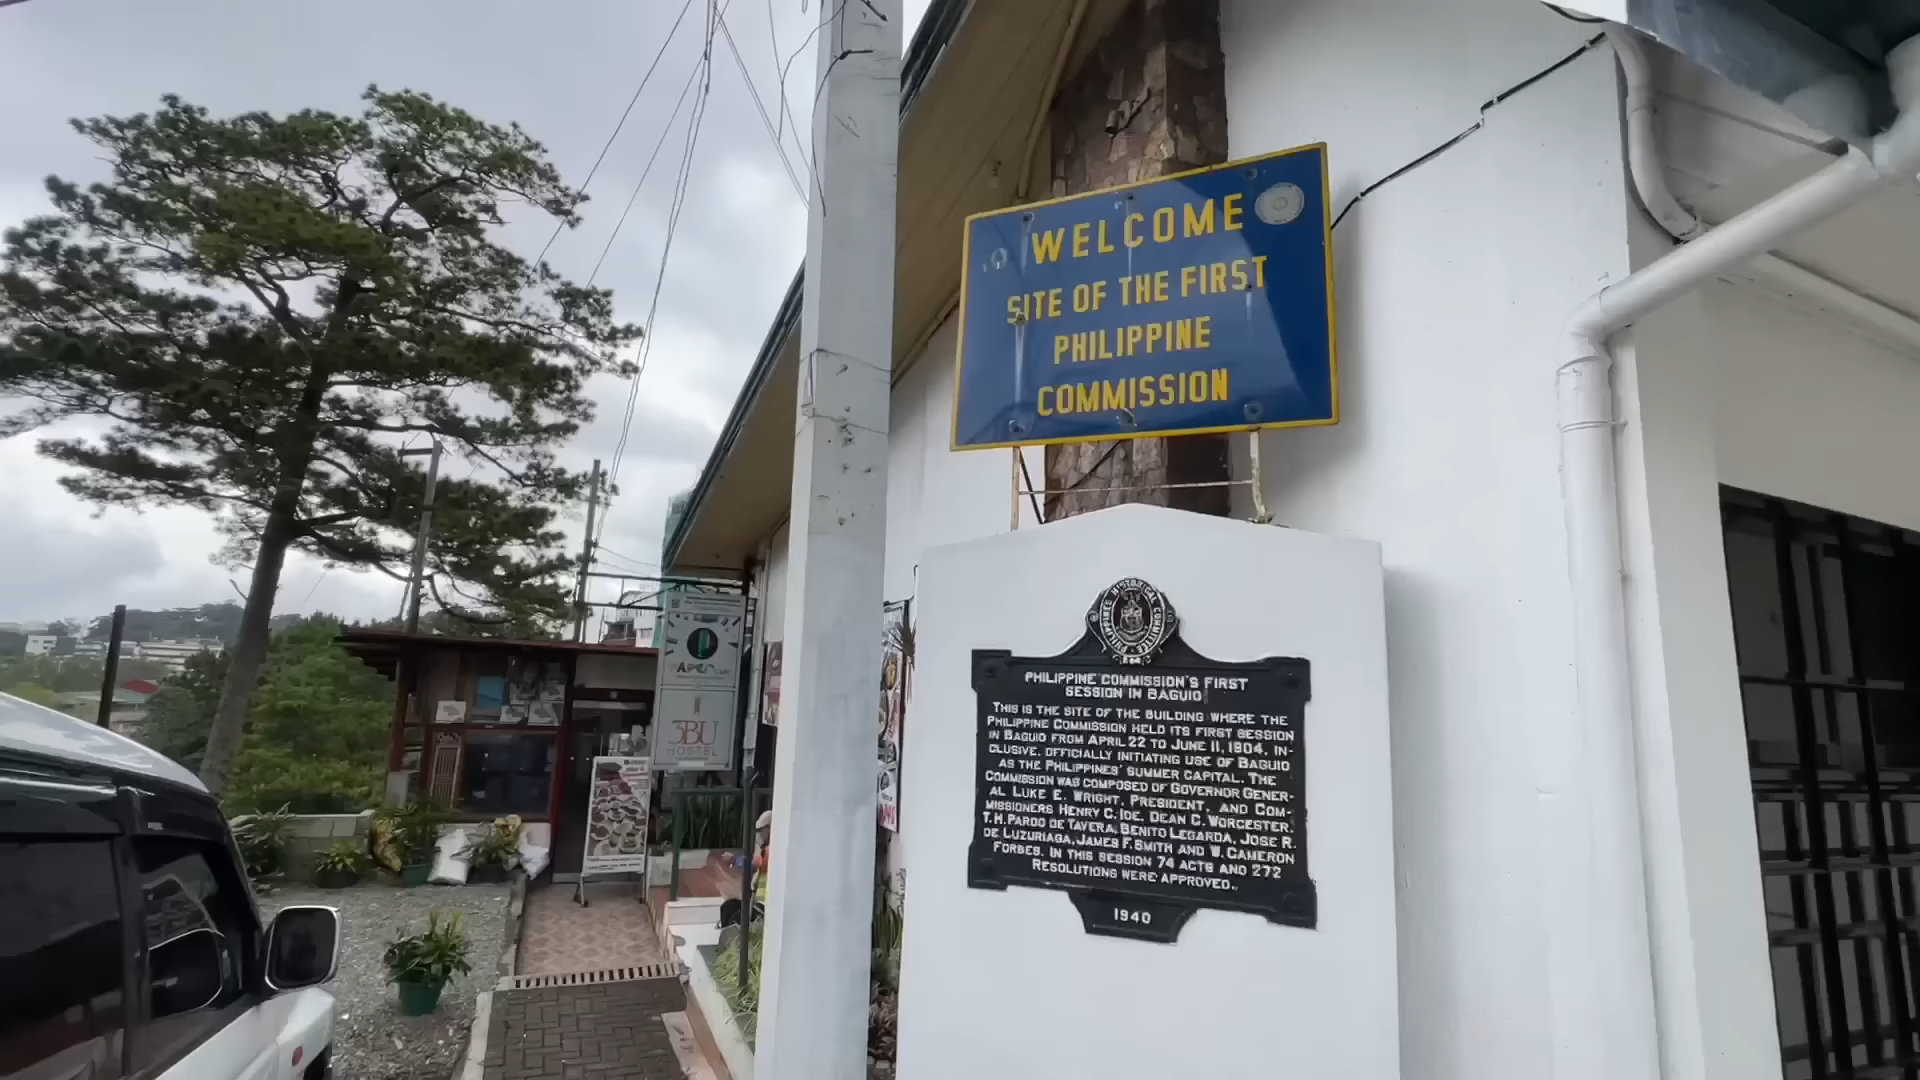 WELCOME
SITE OF THE FIRST
PHILIPPINE
COMMISSION
PHILIPPINES HISTORICAL COMMITTEE
PHILIPPINE COMMISSION'S FIRST
SESSION IN BAGUIO
THIS IS THE SITE OF THE BUILDING WHERE THE
PHILIPPINE COMMISSION HELD ITS FIRST SESSION
IN BAGUIO FROM APRIL 22 TO JUNE 11, 1904, IN-
CLUSIVE, OFFICIALLY INITIATING USE OF BAGUIO
AS THE PHILIPPINES' SUMMER CAPITAL. THE
COMMISSION WAS COMPOSED OF GOVERNOR GENER-
AL LUKE E. WRIGHT, PRESIDENT, AND COM-
MISSIONERS HENRY C. IDE, DEAN C. WORCESTER,
T. H. PARDO DE TAVERA, BENITO LEGARDA, JOSE R.
DE LUZURIAGA, JAMES F. SMITH AND W. CAMERON
FORBES. IN THIS SESSION 74 ACTS AND 272
RESOLUTIONS WERE APPROVED.
1940
3BU
HOSTEL